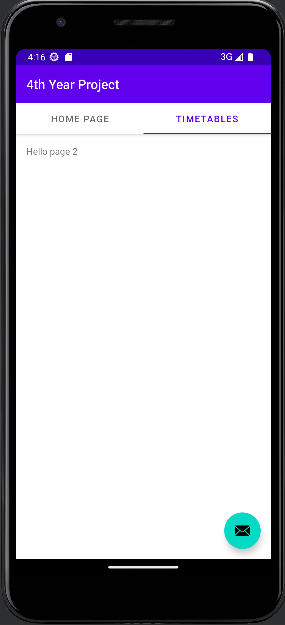 4:16 3G
4th Year Project
HOME PAGE TIMETABLES
Hello page 2